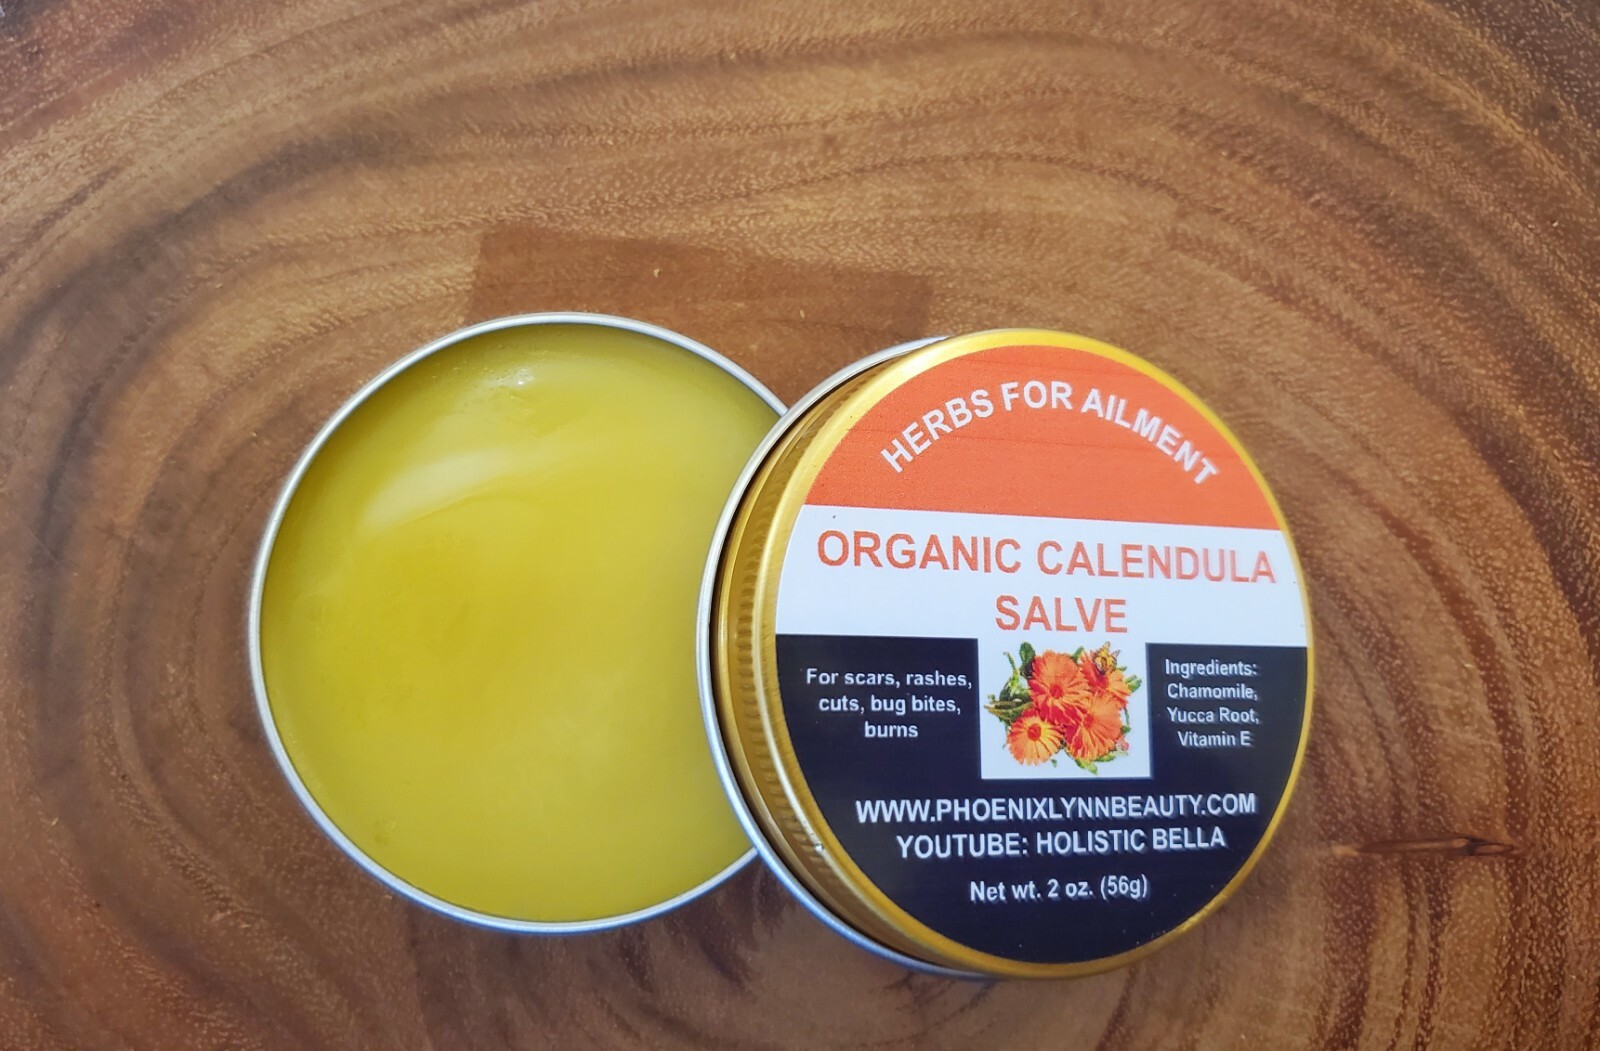 HERBS FOR AILMENT
ORGANIC CALENDULA
SALVE
For scars, rashes,
cuts, bug bites,
burns
Ingredients:
Chamomile,
Yucca Root,
Vitamin E
WWW.PHOENIXLYNNBEAUTY.COM
YOUTUBE: HOLISTIC BELLA
Net wt. 2 oz. (56g)